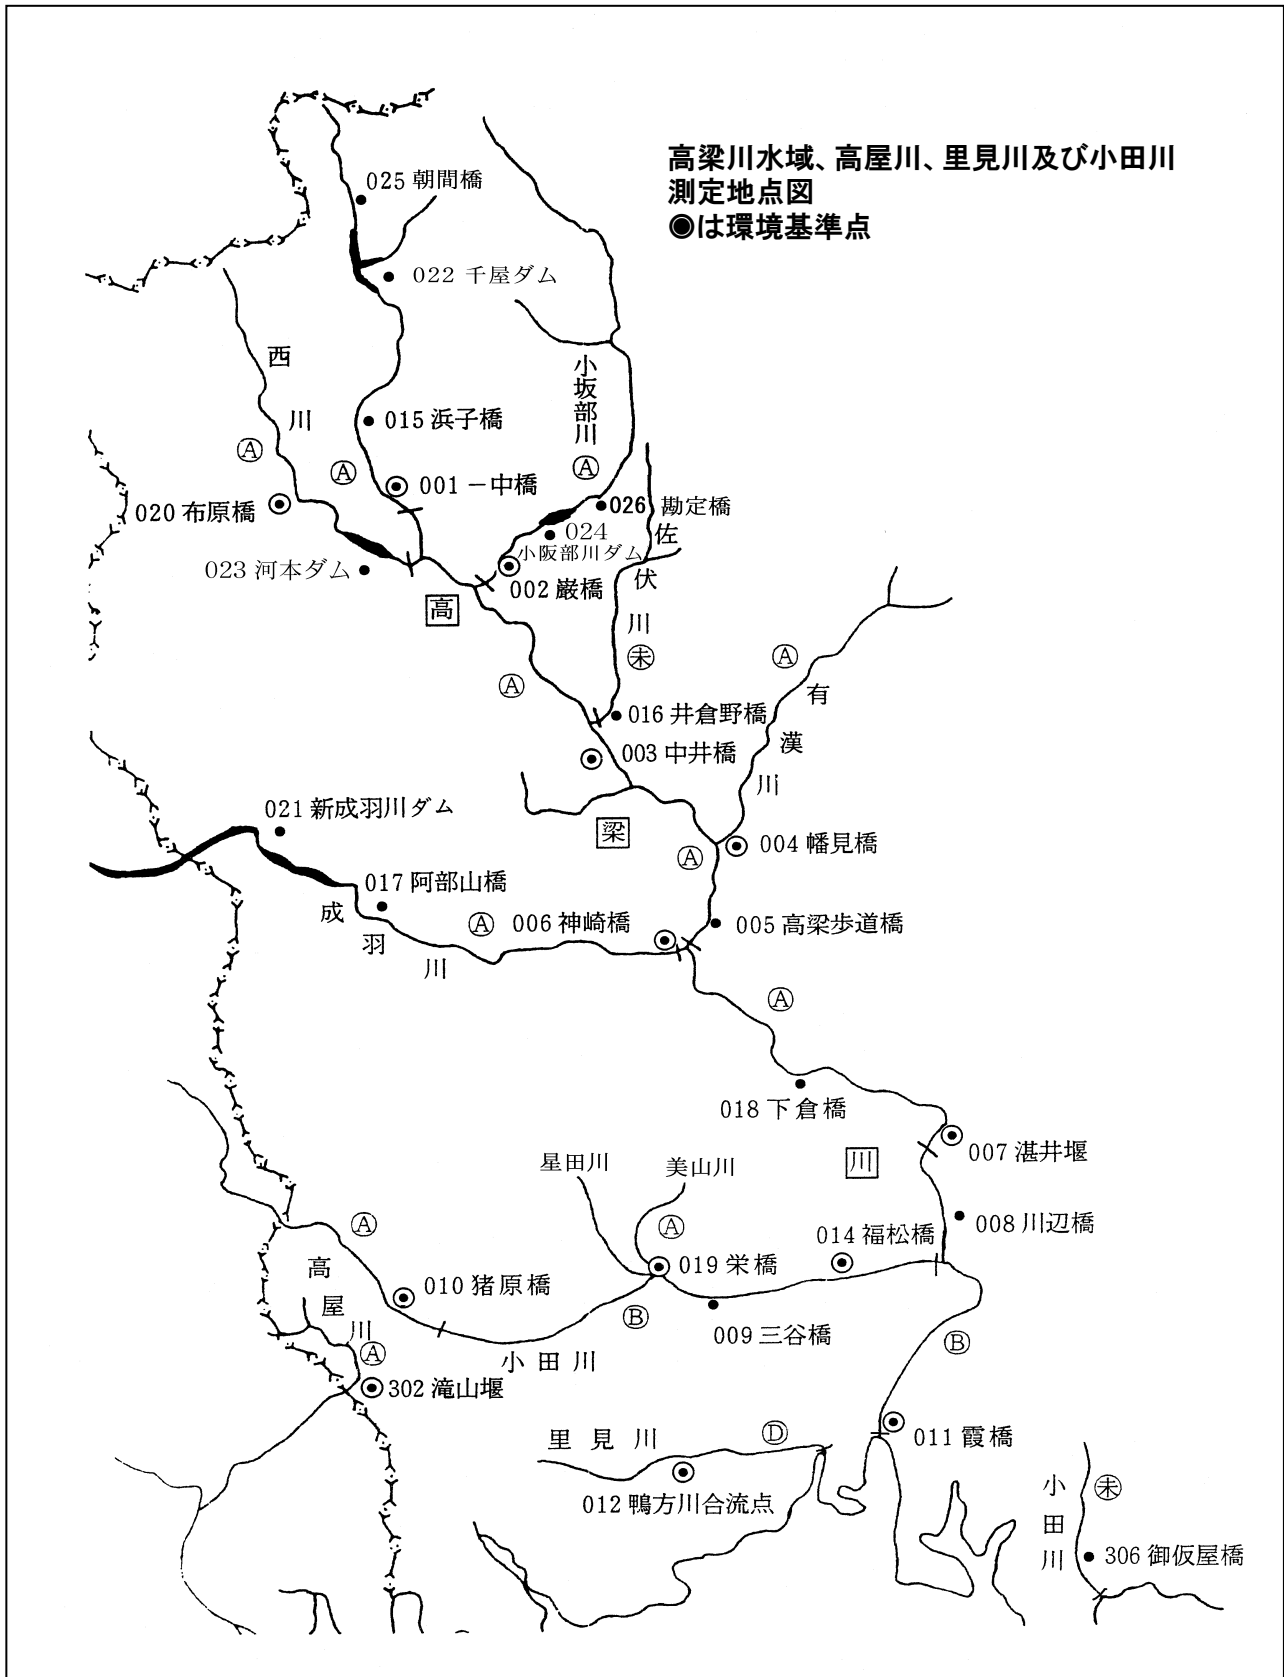 高梁川水域、高屋川、里見川及び小田川
測定地点図
◉は環境基準点
025 朝間橋
022 千屋ダム
西川
小坂部川
015 浜子橋
Ⓐ
Ⓐ
Ⓐ
001 一中橋
020 布原橋
026 勘定橋
024
小阪部川ダム
佐伏川
023 河本ダム
002 巌橋
高
㊍
Ⓐ
Ⓐ
有漢川
016 井倉野橋
003 中井橋
021 新成羽川ダム
梁
004 幡見橋
Ⓐ
017 阿部山橋
成羽川
Ⓐ
006 神崎橋
005 高梁歩道橋
Ⓐ
018 下倉橋
007 湛井堰
星田川
美山川
川
Ⓐ
Ⓐ
008 川辺橋
014 福松橋
高屋川
010 猪原橋
019 栄橋
Ⓑ
009 三谷橋
Ⓑ
小田川
Ⓐ
302 滝山堰
里見川
Ⓓ
011 霞橋
012 鴨方川合流点
小田川
306 御仮屋橋